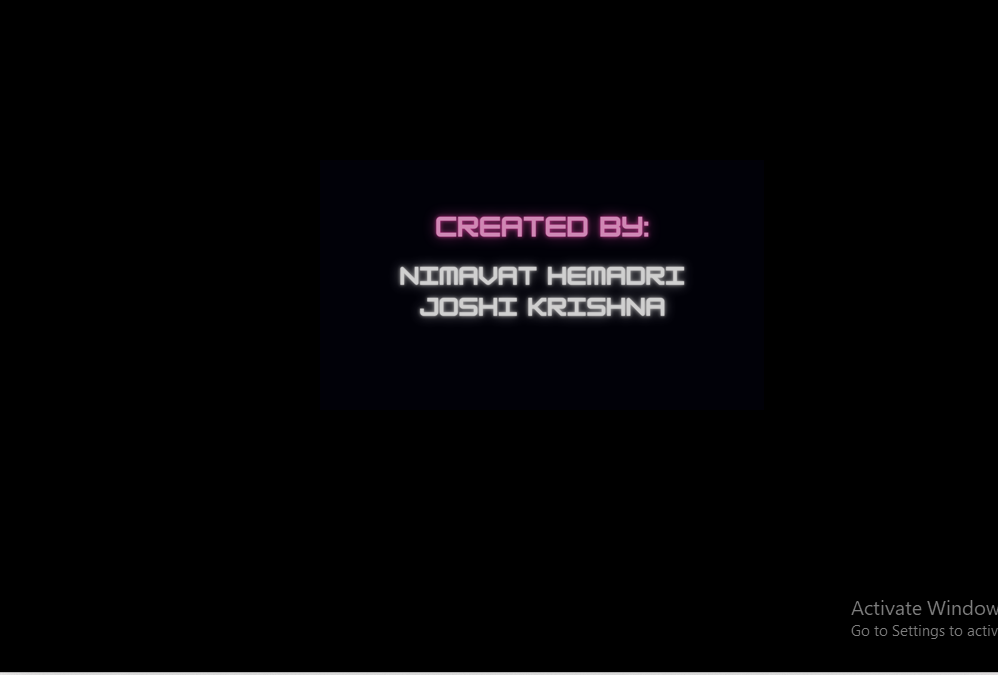 CREATED BY:
NIMAVAT HEMADRI
JOSHI KRISHNA
Activate Window
Go to Settings to activ